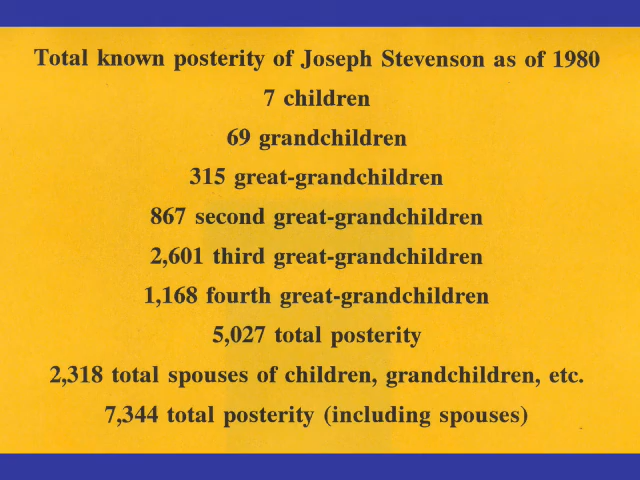 Total known posterity of Joseph Stevenson as of 1980
7 children
69 grandchildren
315 great-grandchildren
867 second great-grandchildren
2,601 third great-grandchildren
1,168 fourth great-grandchildren
5,027 total posterity
2,318 total spouses of children, grandchildren, etc.
7,344 total posterity (including spouses)